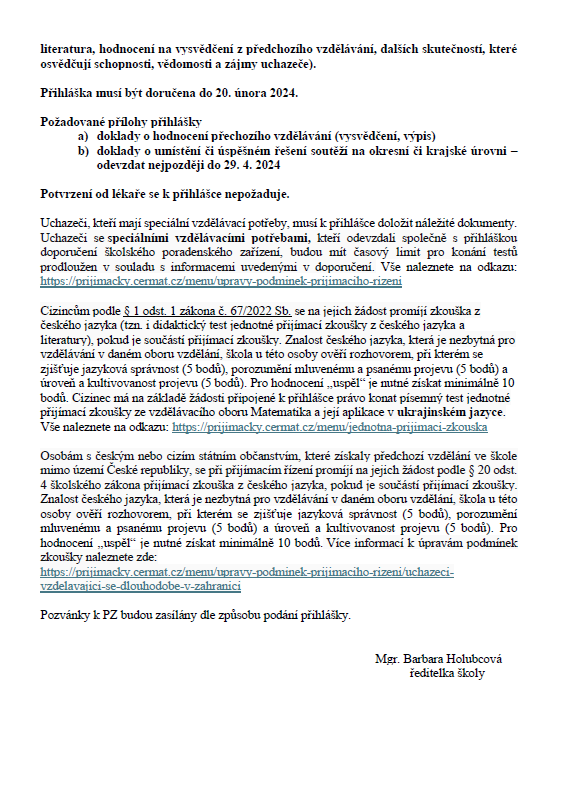 literatura, hodnocení na vysvědčení z předchozího vzdělávání, dalších skutečností, které
osvědčují schopnosti, vědomosti a zájmy uchazeče).
Přihláška musí být doručena do 20. února 2024.
Požadované přílohy přihlášky
a) doklady o hodnocení přechozího vzdělávání (vysvědčení, výpis)
b) doklady o umístění či úspěšném řešení soutěží na okresní či krajské úrovni –
odevzdat nejpozději do 29. 4. 2024
Potvrzení od lékaře se k přihlášce nepožaduje.
Uchazeči, kteří mají speciální vzdělávací potřeby, musí k přihlášce doložit náležité dokumenty.
Uchazeči se speciálními vzdělávacími potřebami, kteří odevzdali společně s přihláškou
doporučení školského poradenského zařízení, budou mít časový limit pro konání testů
prodloužen v souladu s informacemi uvedenými v doporučení. Vše naleznete na odkazu:
https://prijimacky.cermat.cz/menu/upravy-podminek-prijimaciho-rizeni
Cizincům podle § 1 odst. 1 zákona č. 67/2022 Sb. se na jejich žádost promíjí zkouška z
českého jazyka (tzn. i didaktický test jednotné přijímací zkoušky z českého jazyka a
literatury), pokud je součástí přijímací zkoušky. Znalost českého jazyka, která je nezbytná pro
vzdělávání v daném oboru vzdělání, škola u této osoby ověří rozhovorem, při kterém se
zjišťuje jazyková správnost (5 bodů), porozumění mluvenému a psanému projevu (5 bodů) a
úroveň a kultivovanost projevu (5 bodů). Pro hodnocení „uspěl“ je nutné získat minimálně 10
bodů. Cizinec má na základě žádosti připojené k přihlášce právo konat písemný test jednotné
přijímací zkoušky ze vzdělávacího oboru Matematika a její aplikace v ukrajinském jazyce.
Vše naleznete na odkazu: https://prijimacky.cermat.cz/menu/jednotna-prijimaci-zkouska
Osobám s českým nebo cizím státním občanstvím, které získaly předchozí vzdělání ve škole
mimo území České republiky, se při přijímacím řízení promíjí na jejich žádost podle § 20 odst.
4 školského zákona přijímací zkouška z českého jazyka, pokud je součástí přijímací zkoušky.
Znalost českého jazyka, která je nezbytná pro vzdělávání v daném oboru vzdělání, škola u této
osoby ověří rozhovorem, při kterém se zjišťuje jazyková správnost (5 bodů), porozumění
mluvenému a psanému projevu (5 bodů) a úroveň a kultivovanost projevu (5 bodů). Pro
hodnocení „uspěl“ je nutné získat minimálně 10 bodů. Více informací k úpravám podmínek
zkoušky naleznete zde:
https://prijimacky.cermat.cz/menu/upravy-podminek-prijimaciho-rizeni/uchazeci-
vzdelavajici-se-dlouhodobe-v-zahranici
Pozvánky k PZ budou zasílány dle způsobu podání přihlášky.
Mgr. Barbara Holubcová
ředitelka školy